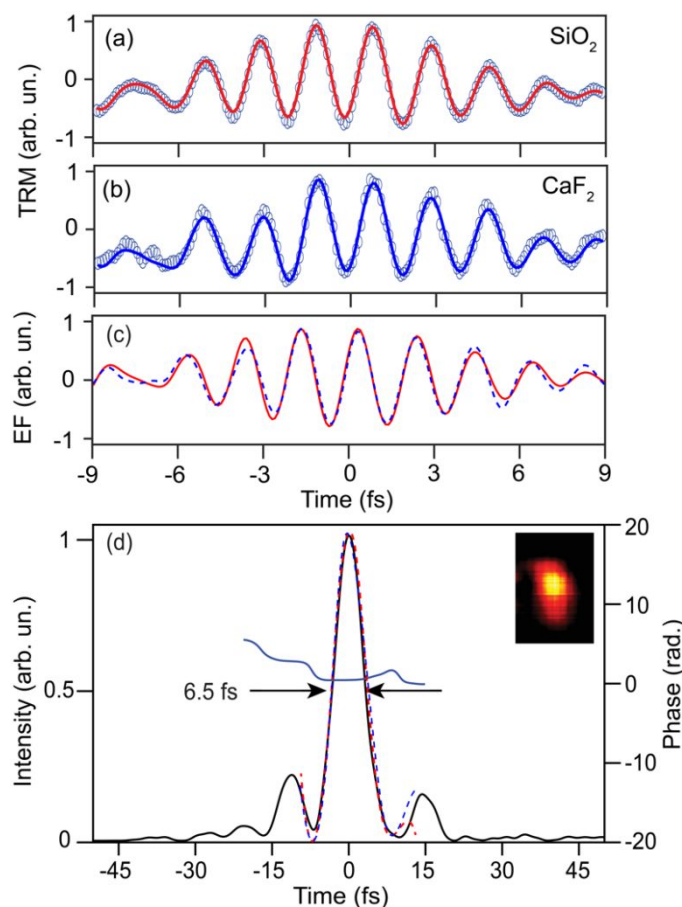 (a)
SiO2
1
0
-1
TRM (arb. un.)
(b)
CaF2
1
0
-1
(c)
1
0
-1
EF (arb. un.)
-9 -6 -3 0 3 6 9
Time (fs)
(d)
1
0.5
0
Intensity (arb. un.)
6.5 fs
20
10
0
-10
-20
Phase (rad.)
-45 -30 -15 0 15 30 45
Time (fs)